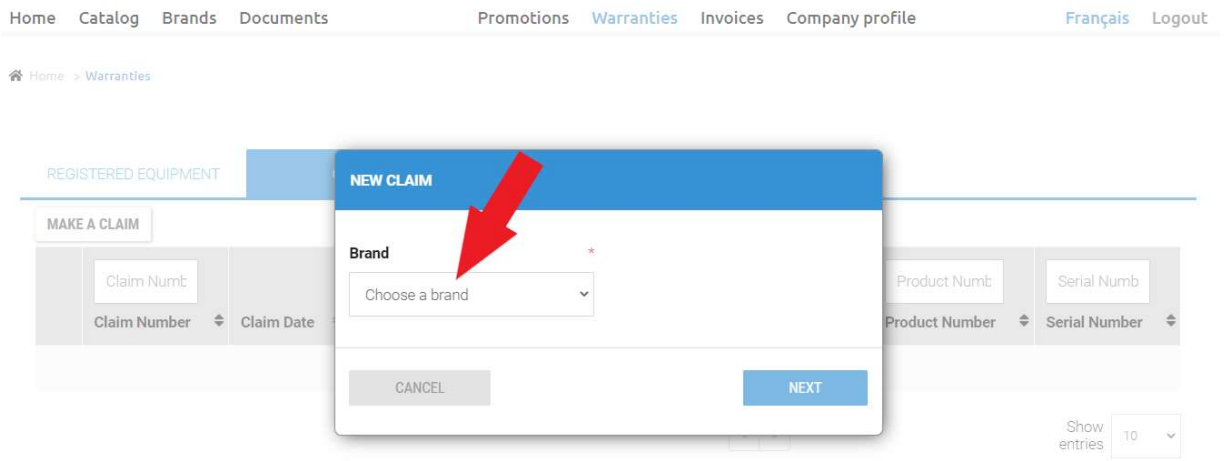 Home Catalog Brands Documents Promotions Warranties Invoices Company profile Français Logout
Home > Warranties
REGISTERED EQUIPMENT
NEW CLAIM
MAKE A CLAIM
Brand *
Choose a brand
Claim Numb Product Numb Serial Numb
Claim Number Claim Date Product Number Serial Number
CANCEL NEXT
Show entries 10